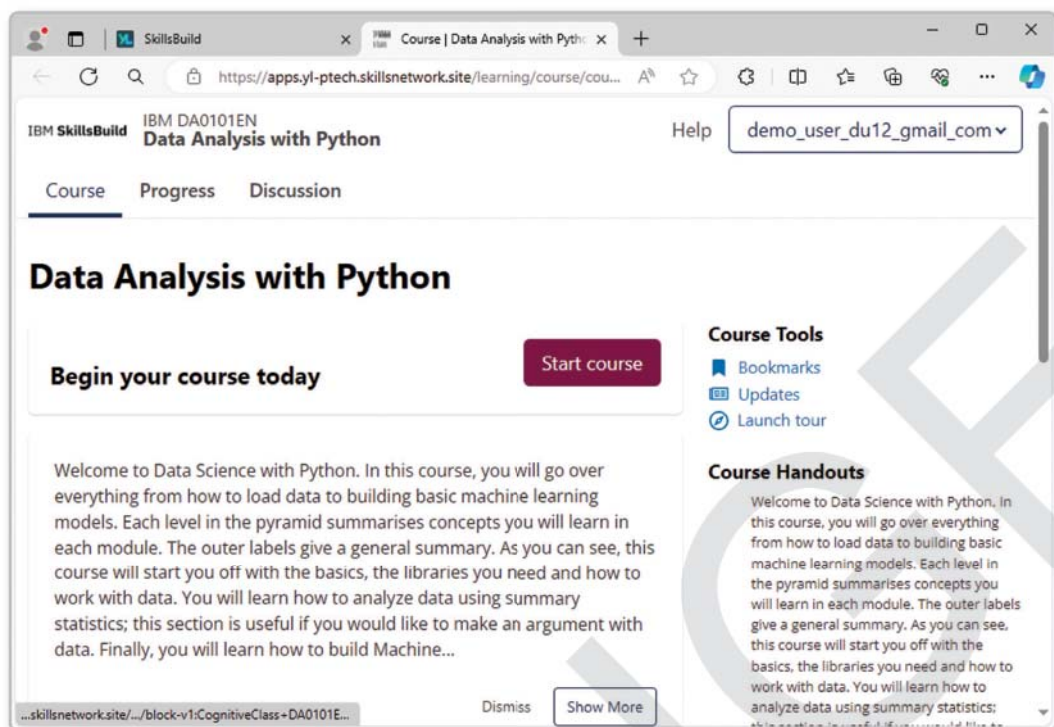 SkillsBuild
Course | Data Analysis with Pyth
https://apps.yl-ptech.skillsnetwork.site/learning/course/cou...
IBM SkillsBuild
IBM DA0101EN
Data Analysis with Python
Help
demo_user_du12_gmail_com
Course
Progress
Discussion
Data Analysis with Python
Begin your course today
Start course
Welcome to Data Science with Python. In this course, you will go over
everything from how to load data to building basic machine learning
models. Each level in the pyramid summarises concepts you will learn in
each module. The outer labels give a general summary. As you can see, this
course will start you off with the basics, the libraries you need and how to
work with data. You will learn how to analyze data using summary
statistics; this section is useful if you would like to make an argument with
data. Finally, you will learn how to build Machine...
Dismiss
Show More
Course Tools
Bookmarks
Updates
Launch tour
Course Handouts
Welcome to Data Science with Python. In
this course, you will go over everything
from how to load data to building basic
machine learning models. Each level in
the pyramid summarises concepts you
will learn in each module. The outer labels
give a general summary. As you can see,
this course will start you off with the
basics, the libraries you need and how to
work with data. You will learn how to
analyze data using summary statistics;
this section is useful if you would like to
...skillsnetwork.site/.../block-v1:CognitiveClass+DA0101E...